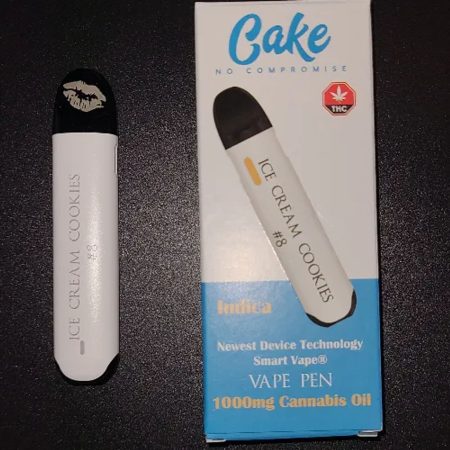 ICE CREAM COOKIES
#8
Cake
NO COMPROMISE
THC
ICE CREAM COOKIES
#8
Indica
Newest Device Technology
Smart Vape®
VAPE PEN
1000mg Cannabis Oil